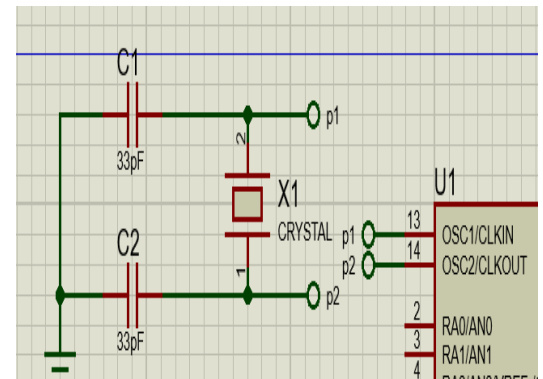 C1
33pF
p1
2
X1
CRYSTAL
1
C2
33pF
p2
U1
p1
13
OSC1/CLKIN
p2
14
OSC2/CLKOUT
2
RA0/AN0
3
RA1/AN1
4